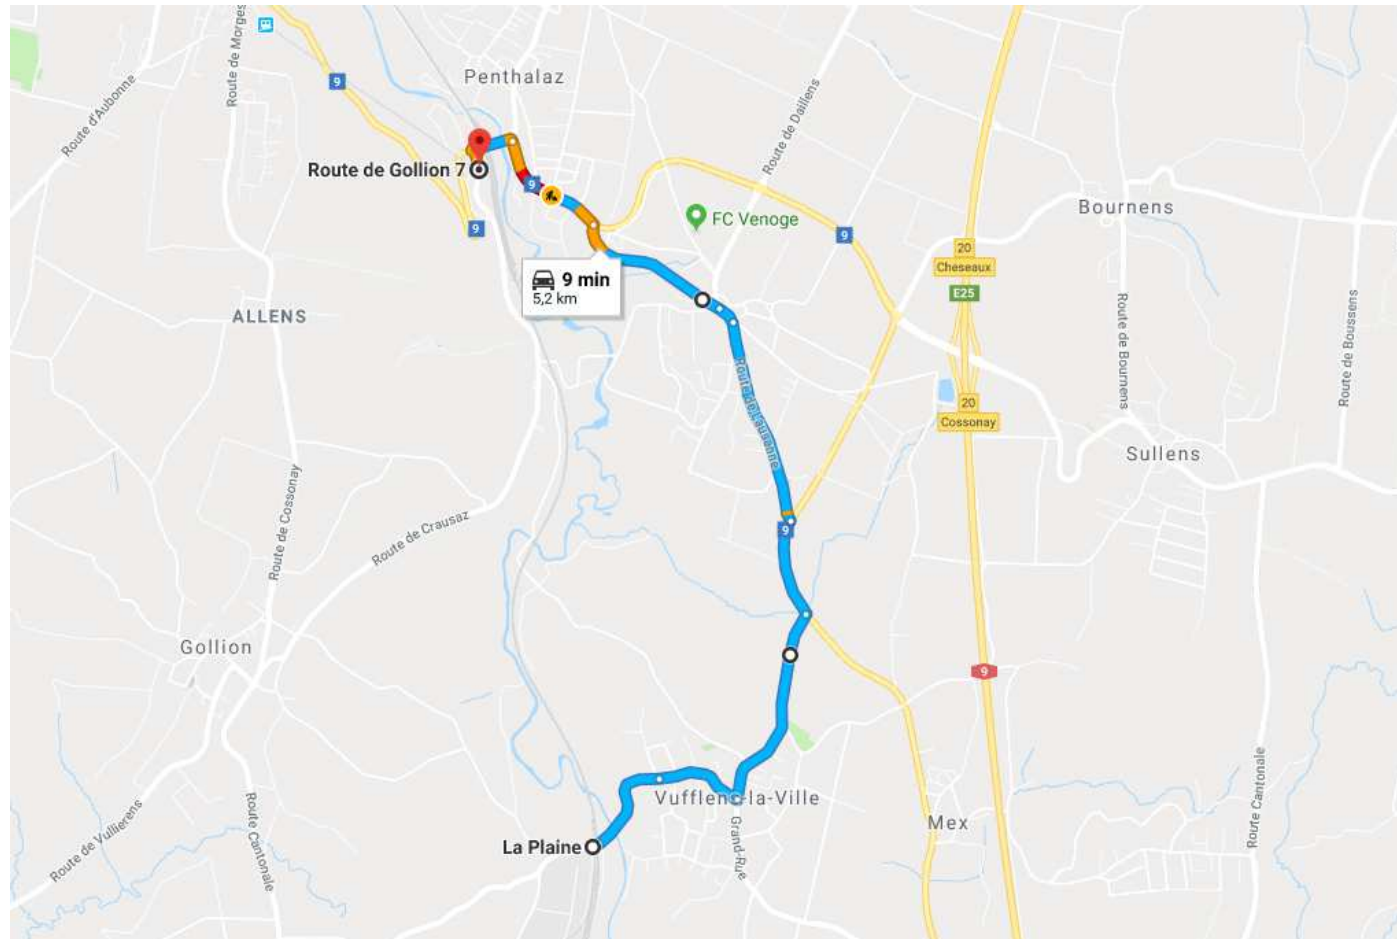 Route de Morges
9
Penthalaz
Route d'Aubonne
Route de Daillens
Route de Gollion 7
9
Bournens
FC Venoge
9
9
20
Cheseaux
9 min
5,2 km
E25
ALLENS
Route de Bournens
Route de Boussens
Route de Lausanne
20
Cossonay
Sullens
Route de Cossonay
Route de Crausaz
9
Gollion
9
Vufflens-la-Ville
Route de Vullierens
Route Cantonale
Grand-Rue
Mex
Route Cantonale
La Plaine